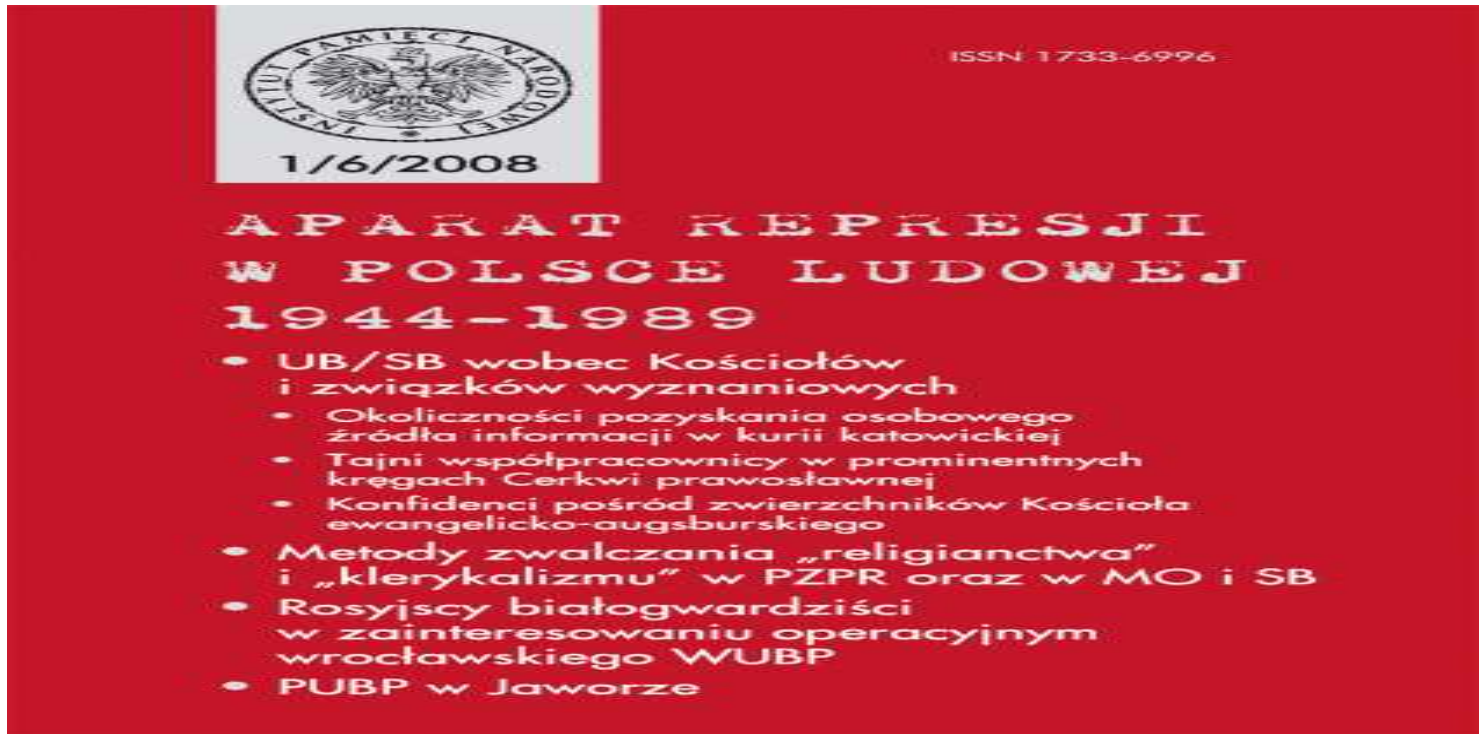 INSTYTUT PAMIĘCI NARODOWEJ
ISSN 1733-6996
1/6/2008
APARAT REPRESJI
W POLSCE LUDOWEJ
1944-1989
• UB/SB wobec Kościołów
i związków wyznaniowych
• Okoliczności pozyskania osobowego
źródła informacji w kurii katowickiej
• Tajni współpracownicy w prominentnych
kręgach Cerkwi prawosławnej
• Konfidenci pośród zwierzchników Kościoła
ewangelicko-augsburskiego
• Metody zwalczania „religianctwa”
i „klerykalizmu” w PZPR oraz w MO i SB
• Rosyjscy białogwardziści
w zainteresowaniu operacyjnym
wrocławskiego WUBP
• PUBP w Jaworze